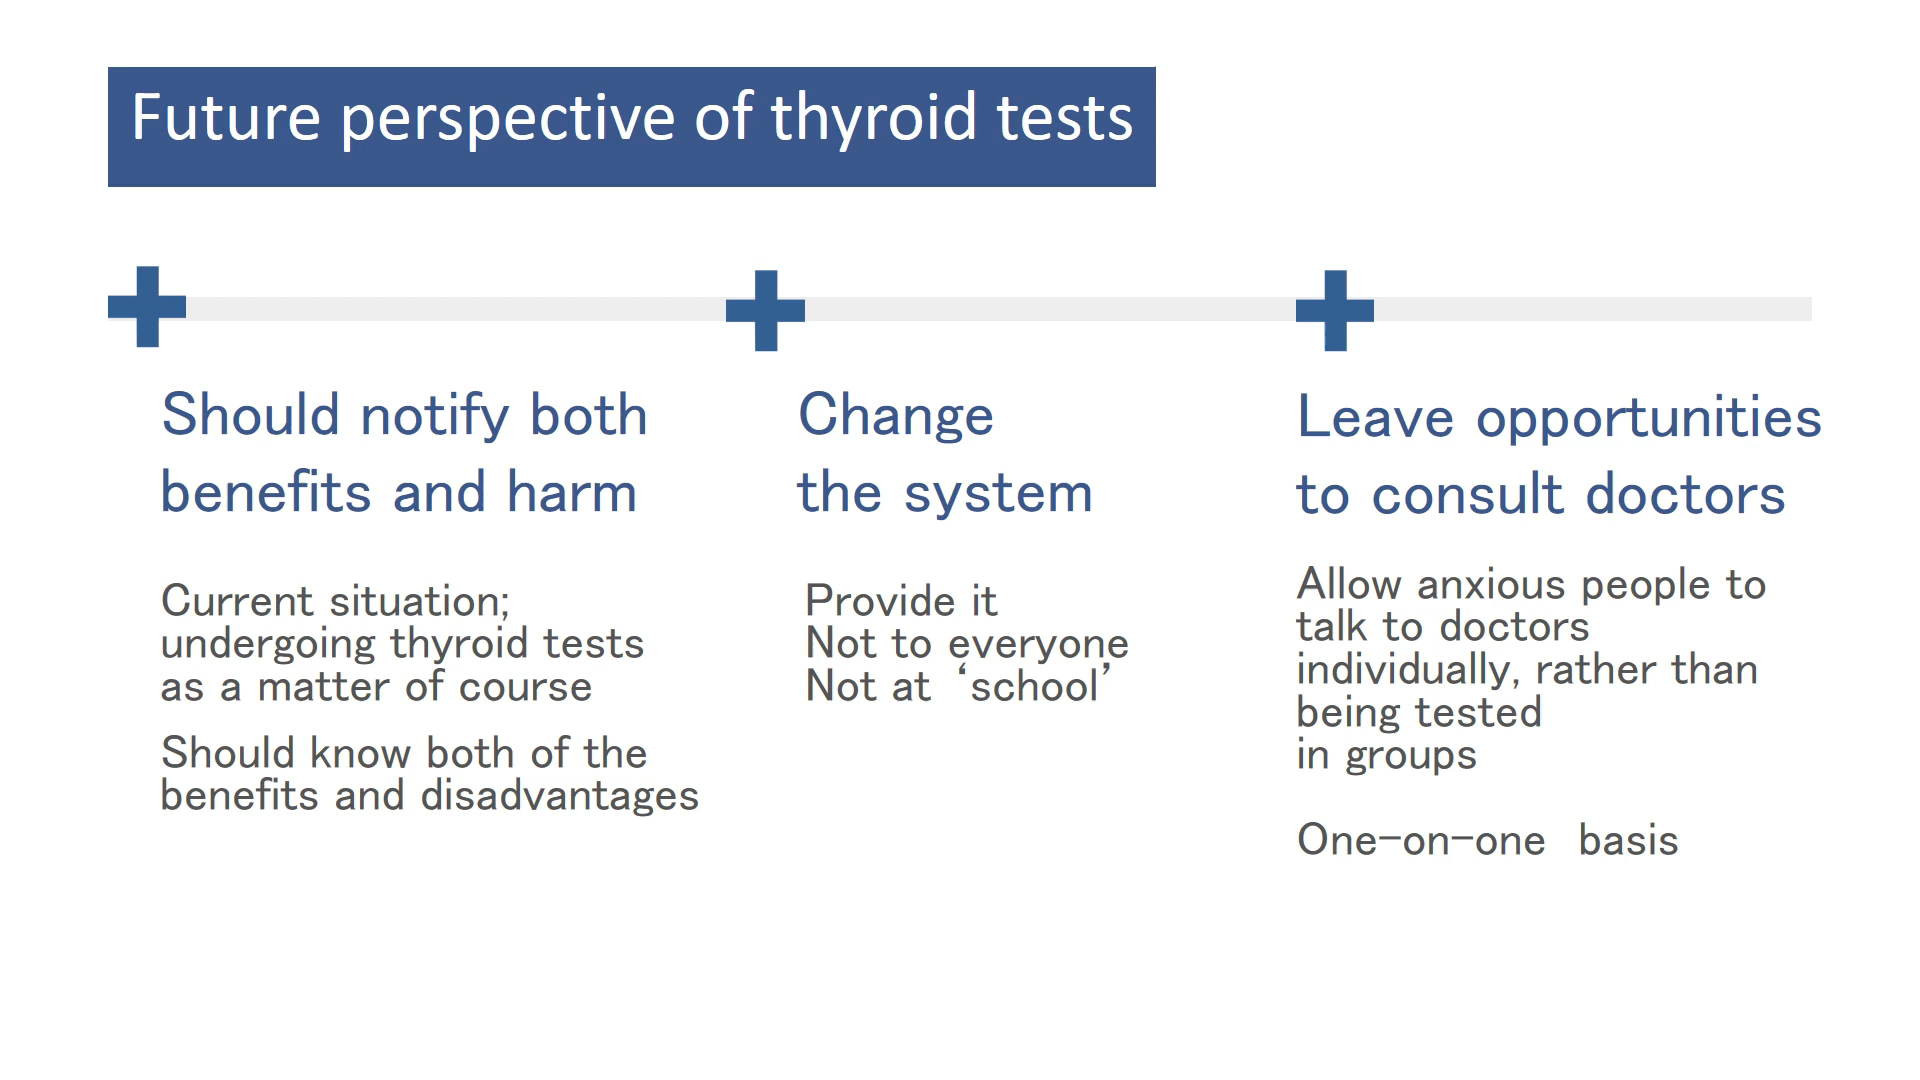 Future perspective of thyroid tests
Should notify both
benefits and harm
Current situation;
undergoing thyroid tests
as a matter of course
Should know both of the
benefits and disadvantages
Change
the system
Provide it
Not to everyone
Not at ‘school’
Leave opportunities
to consult doctors
Allow anxious people to
talk to doctors
individually, rather than
being tested
in groups
One-on-one basis